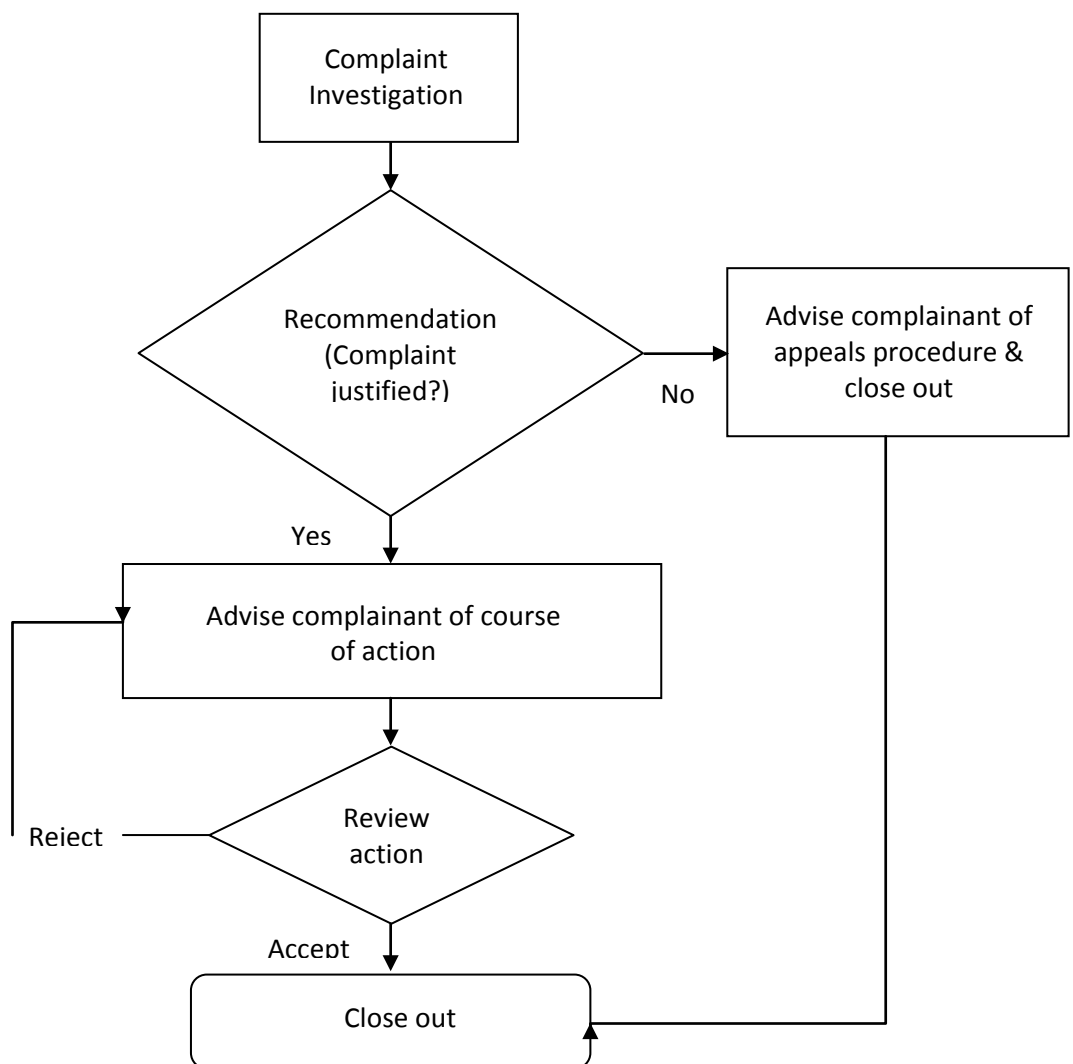 Complaint
Investigation
Recommendation
(Complaint
justified?)
No
Advise complainant of
appeals procedure &
close out
Yes
Advise complainant of course
of action
Review
action
Reject
Accept
Close out